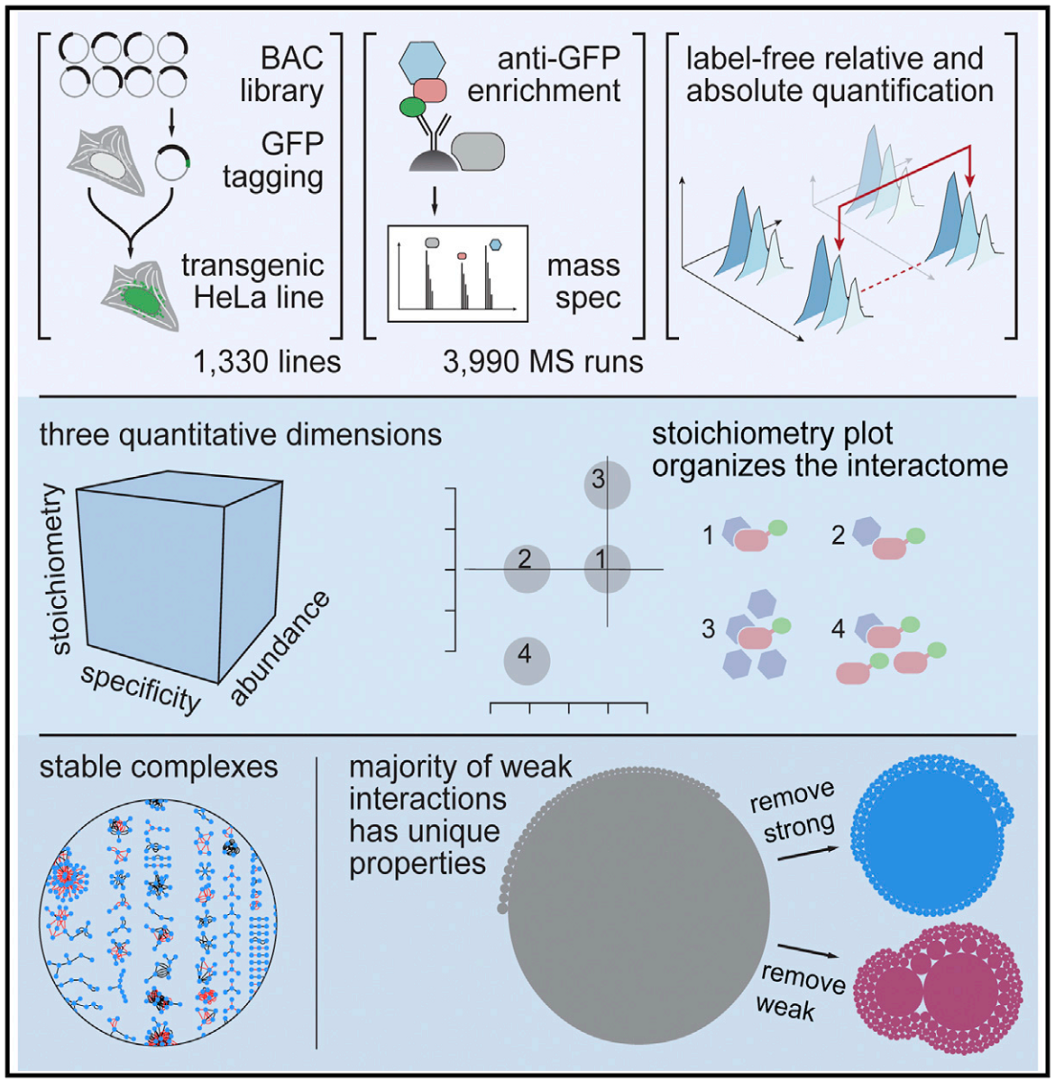 BAC
library
GFP
tagging
transgenic
HeLa line
1,330 lines
anti-GFP
enrichment
mass
spec
3,990 MS runs
label-free relative and
absolute quantification
three quantitative dimensions
stoichiometry
specificity
abundance
3
2
1
4
stoichiometry plot
organizes the interactome
1
2
3
4
stable complexes
majority of weak
interactions
has unique
properties
remove
strong
remove
weak